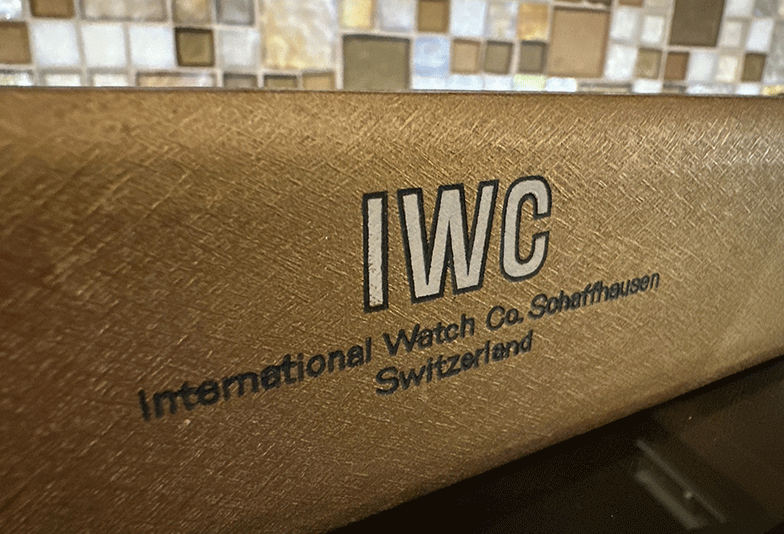 IWC
International Watch Co. Schaffhausen
Switzerland